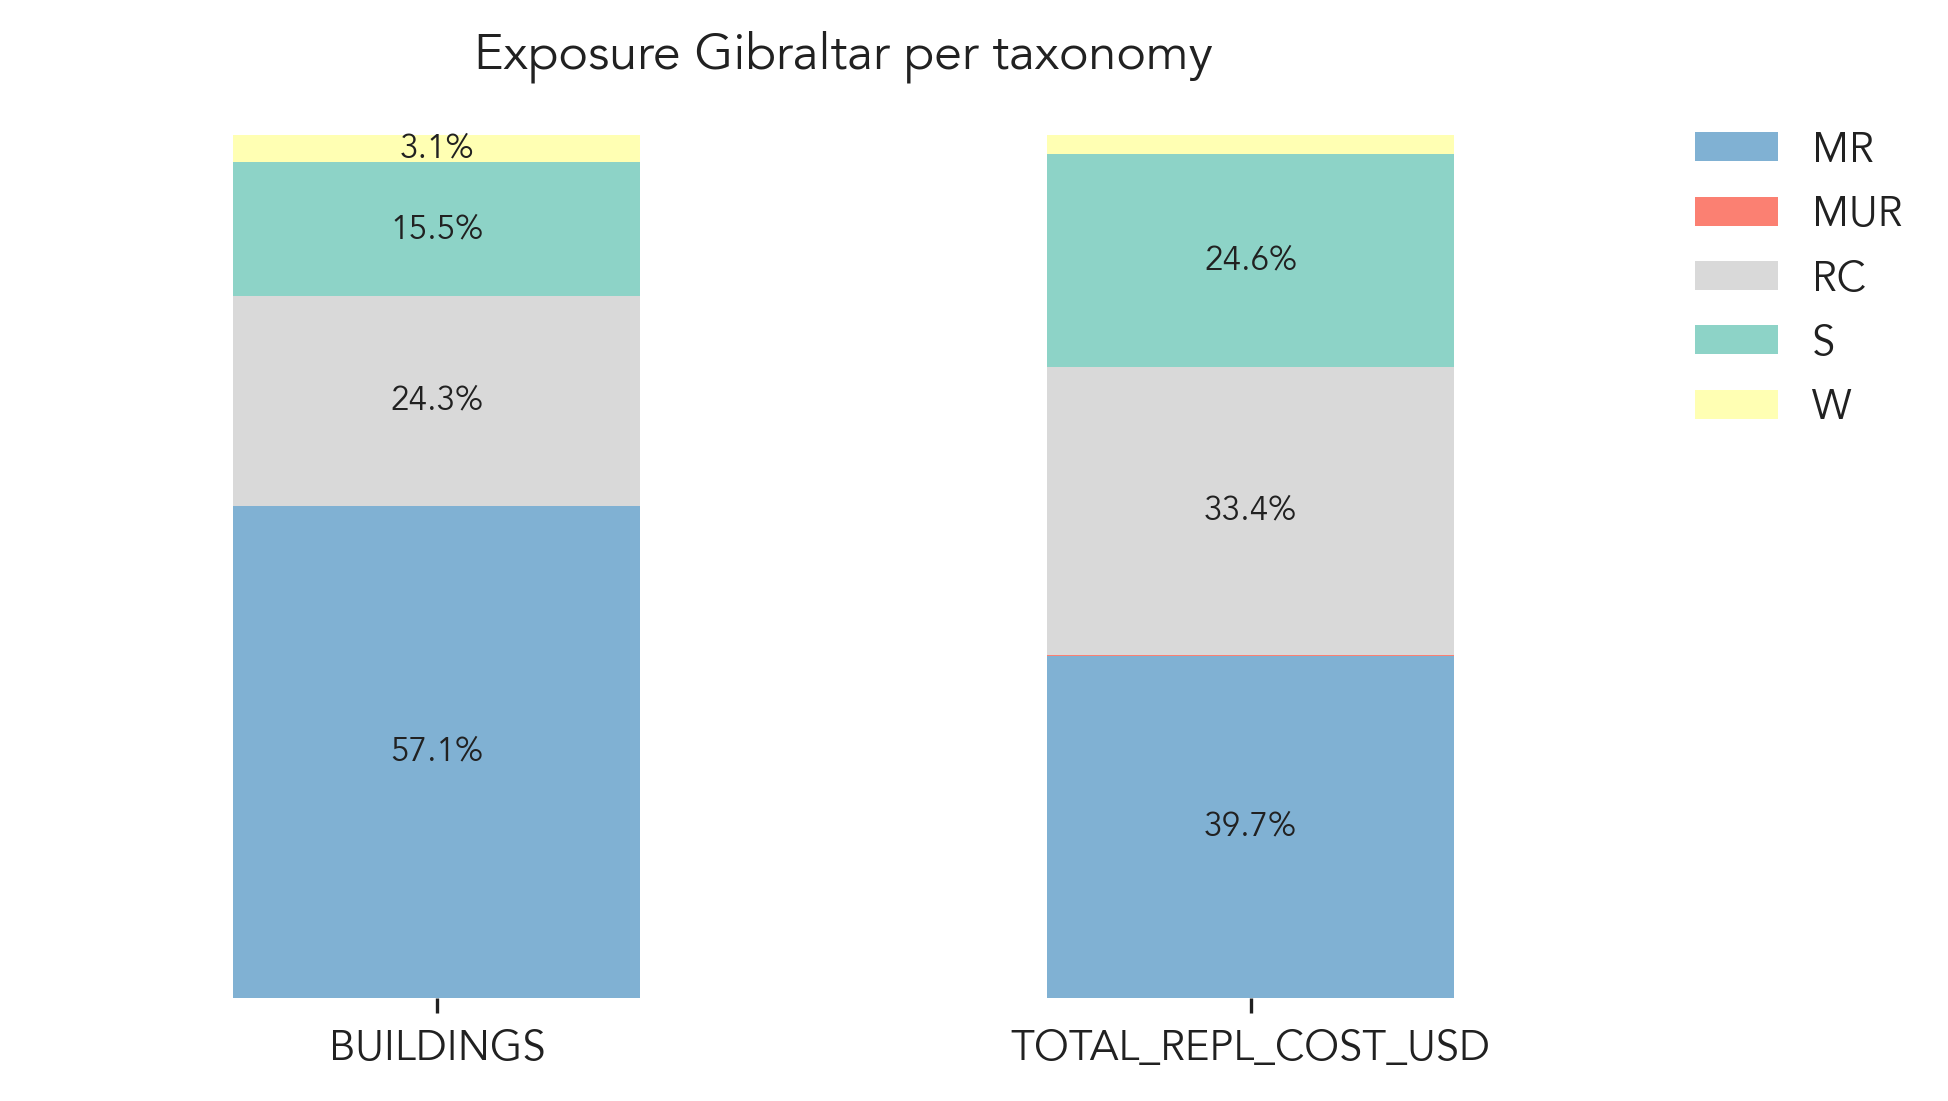 Exposure Gibraltar per taxonomy
3.1%
15.5%
24.3%
57.1%
24.6%
33.4%
39.7%
BUILDINGS
TOTAL_REPL_COST_USD
MR
MUR
RC
S
W